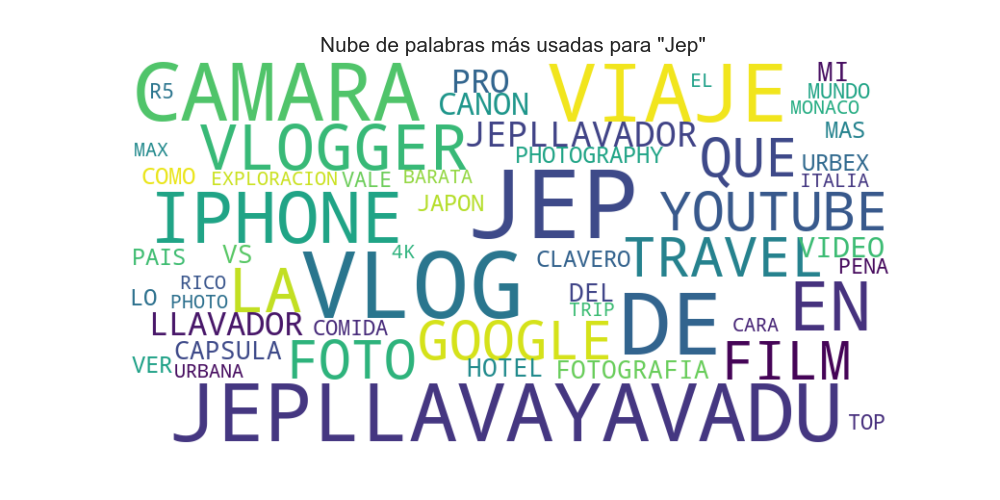 Nube de palabras más usadas para "Jep"
CAMARA PRO VIAJE EL MI
R5 CANON MUNDO
MONACO
VLOGGER JEPLLAVADOR QUE MAS
MAX PHOTOGRAPHY URBEX
COMO EXPLORACION VALE BARATA JEP ITALIA
IPHONE JAPON YOUTUBE
PAIS VS VLOG 4K CLAVERO TRAVEL VIDEO
PENA
LO RICO LA DEL DE EN
PHOTO TRIP
LLAVADOR COMIDA GOOGLE CARA
CAPSULA FOTO FILM
VER URBANA HOTEL FOTOGRAFIA
JEPLLAVAYAVADU TOP